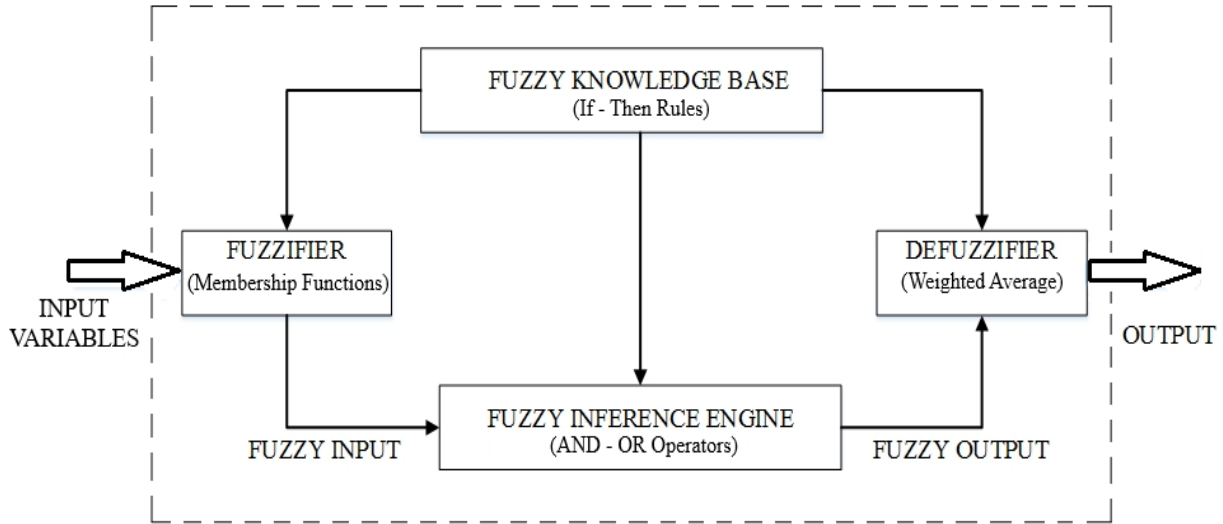 FUZZY KNOWLEDGE BASE
(If - Then Rules)
FUZZIFIER
(Membership Functions)
DEFUZZIFIER
(Weighted Average)
INPUT
VARIABLES
OUTPUT
FUZZY INFERENCE ENGINE
(AND - OR Operators)
FUZZY INPUT
FUZZY OUTPUT